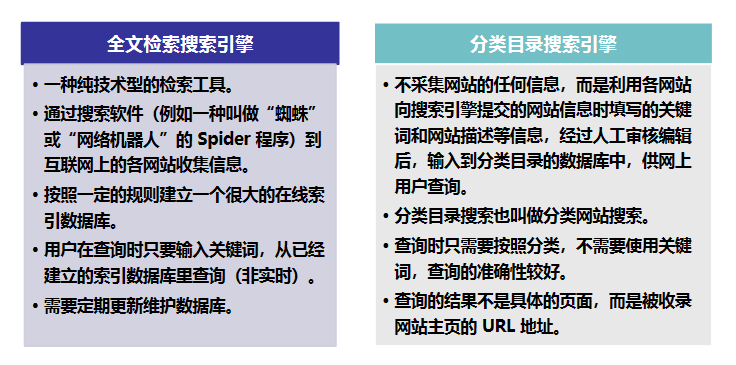 全文检索搜索引擎
• 一种纯技术型的检索工具。
• 通过搜索软件（例如一种叫做“蜘蛛”
或“网络机器人”的 Spider 程序）到
互联网上的各网站收集信息。
• 按照一定的规则建立一个很大的在线索
引数据库。
• 用户在查询时只要输入关键词，从已经
建立的索引数据库里查询（非实时）。
• 需要定期更新维护数据库。
分类目录搜索引擎
• 不采集网站的任何信息，而是利用各网站
向搜索引擎提交的网站信息时填写的关键
词和网站描述等信息，经过人工审核编辑
后，输入到分类目录的数据库中，供网上
用户查询。
• 分类目录搜索也叫做分类网站搜索。
• 查询时只需要按照分类，不需要使用关键
词，查询的准确性较好。
• 查询的结果不是具体的页面，而是被收录
网站主页的 URL 地址。